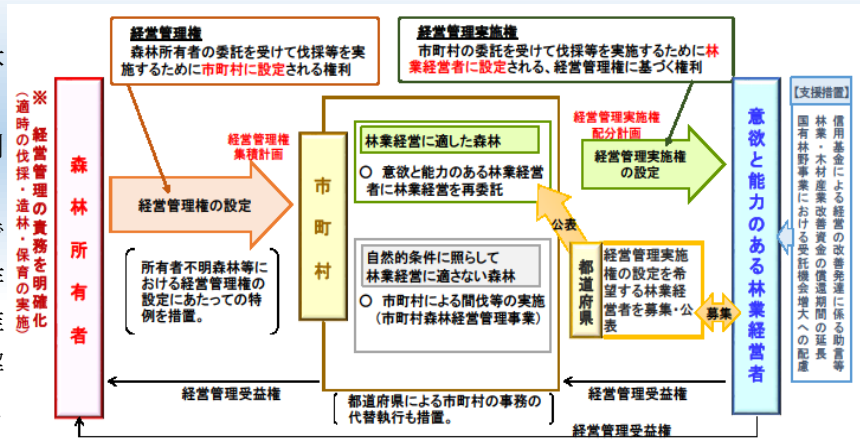 経営管理権
森林所有者の委託を受けて伐採等を実
施するために市町村に設定される権利
経営管理実施権
市町村の委託を受けて伐採等を実施するために林
業経営者に設定される、経営管理権に基づく権利
※ 経営管理の責務を明確化
(適時の伐採・造林・保育の実施)
森林所有者
経営管理権
集積計画
経営管理権の設定
所有者不明森林等に
おける経営管理権の
設定にあたっての特
例を措置。
市町村
林業経営に適した森林
○ 意欲と能力のある林業経営
者に林業経営を再委託
自然的条件に照らして
林業経営に適さない森林
○ 市町村による間伐等の実施
(市町村森林経営管理事業)
経営管理実施権
配分計画
経営管理実施権
の設定
公表
都道府県
経営管理実施
権の設定を希
望する林業経
営者を募集・公
表
募集
意欲と能力のある林業経営者
【支援措置】
信用基金による経営の改善発達に係る助言等
林業・木材産業改善資金の償還期間の延長
国有林野事業における受託機会増大への配慮
経営管理受益権
経営管理受益権
都道府県による市町村の事務の
代替執行も措置。
経営管理受益権